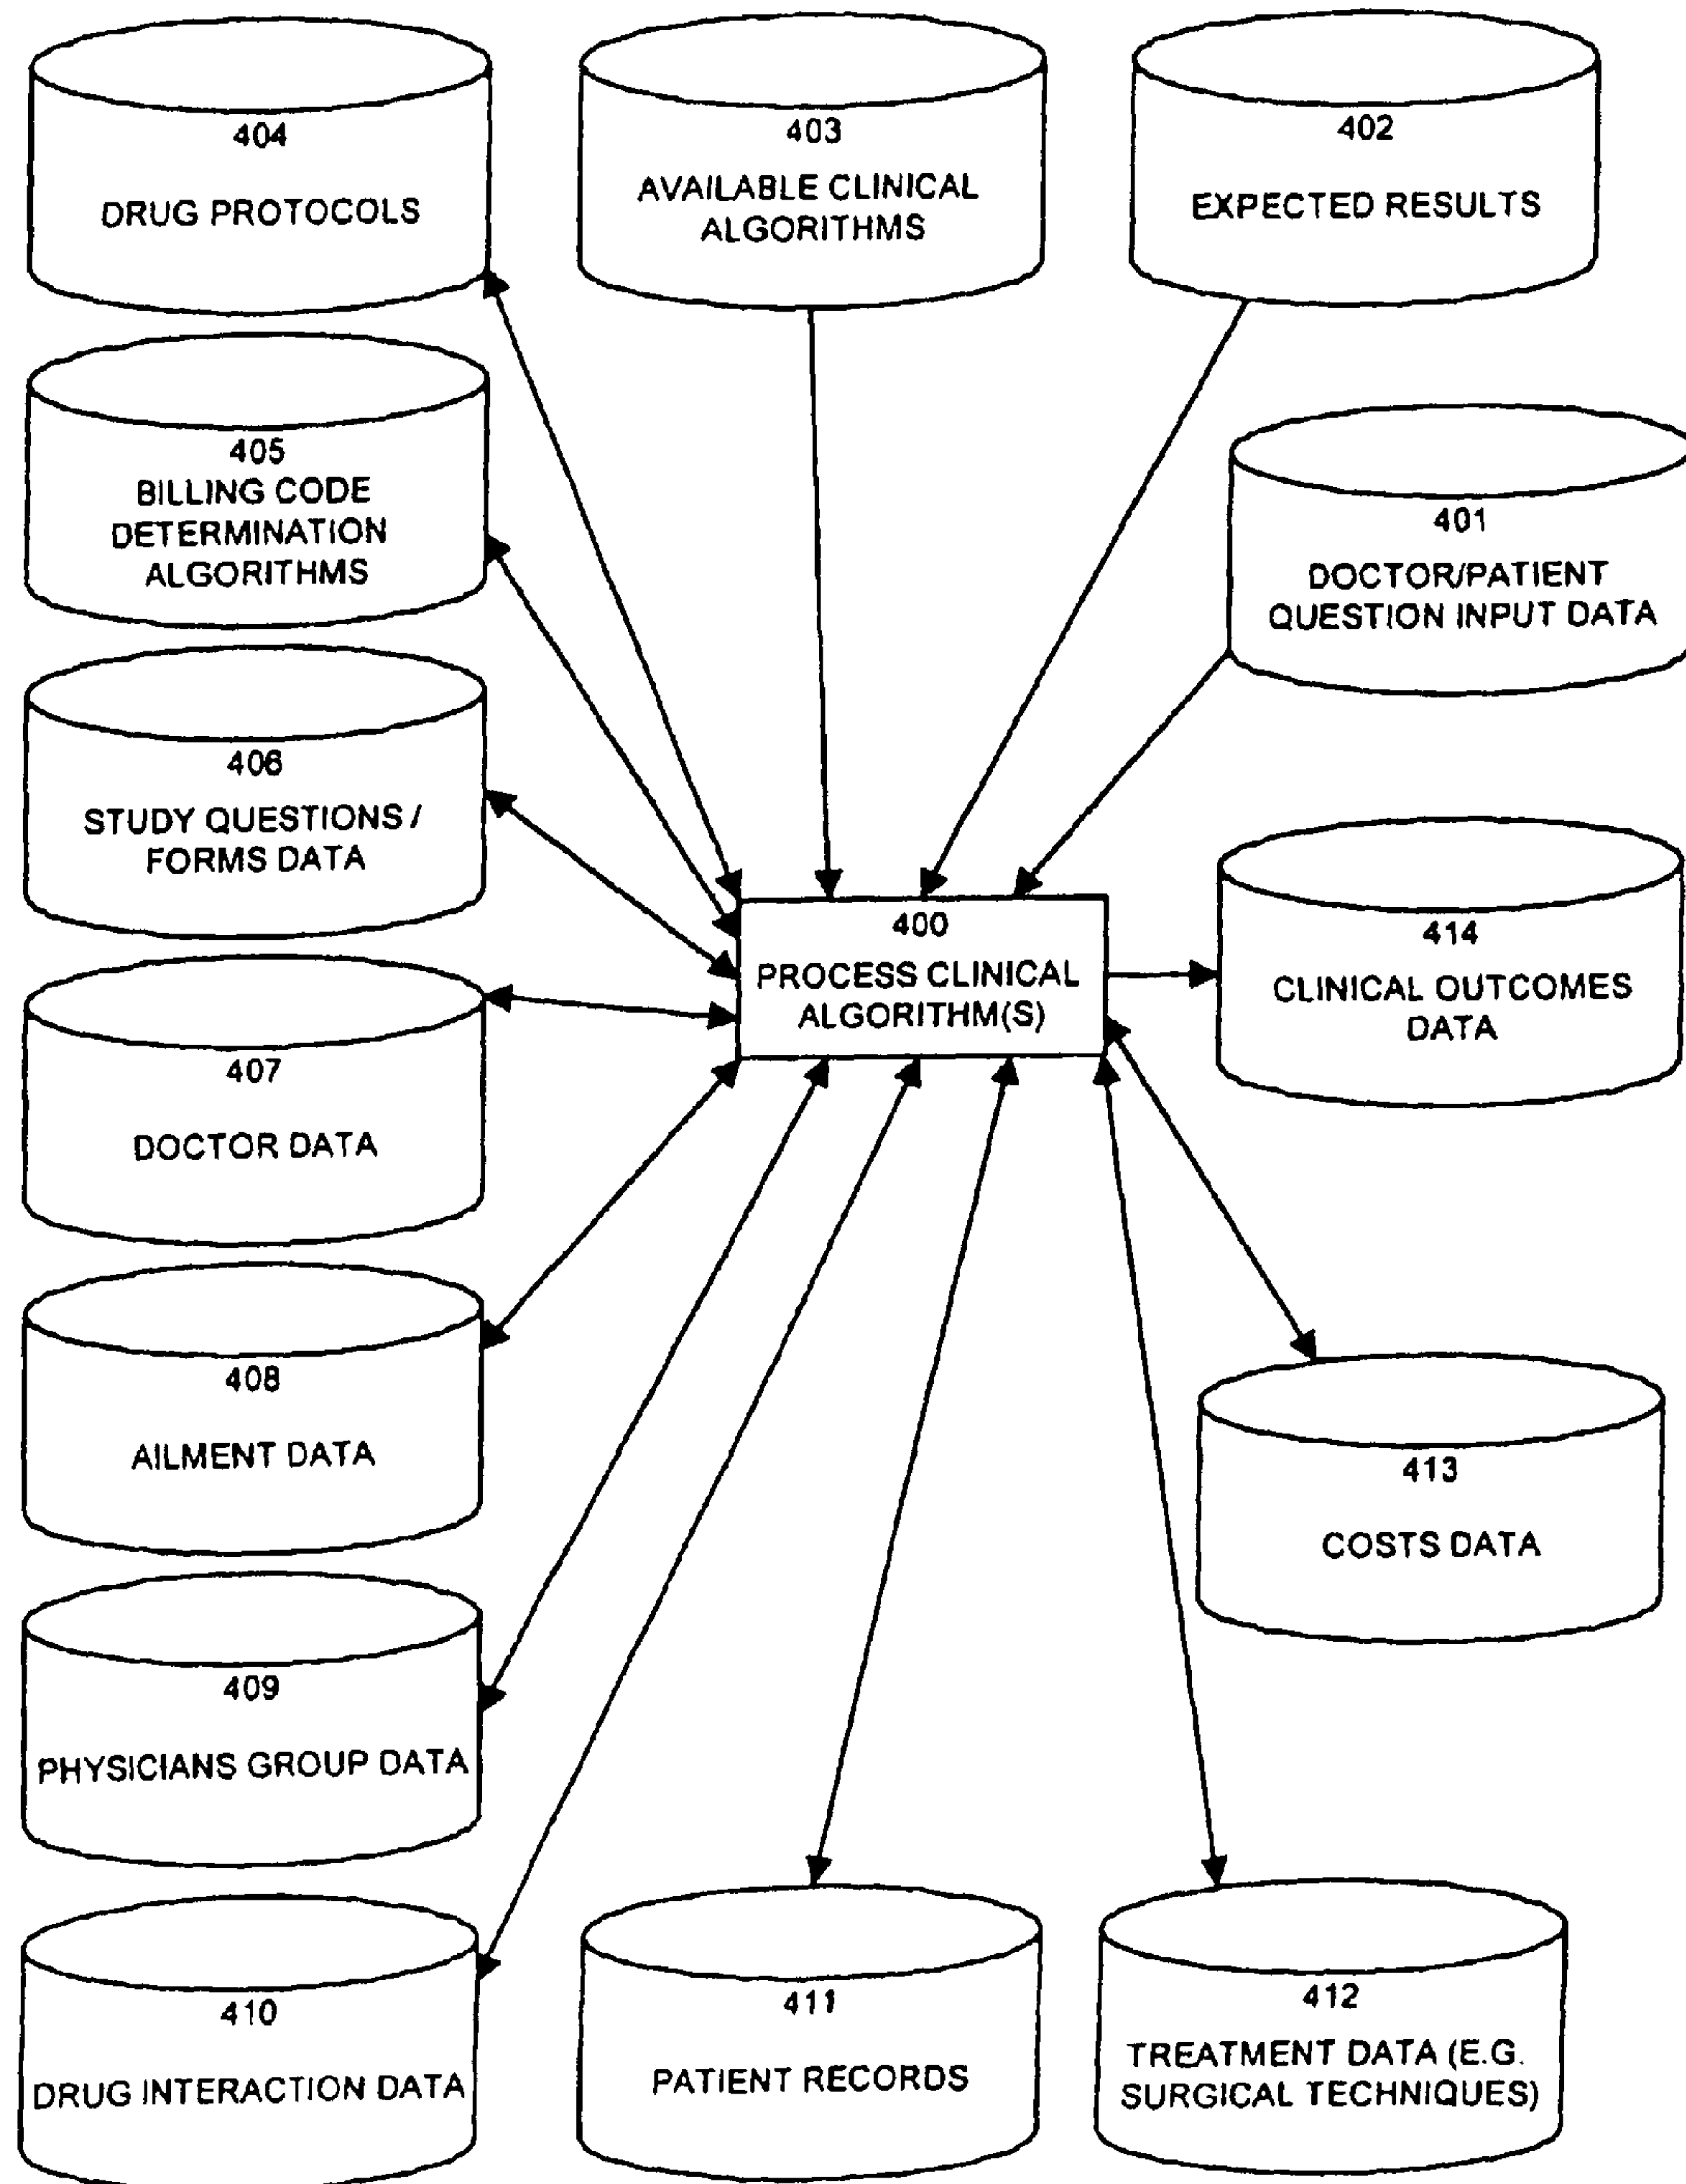 404
DRUG PROTOCOLS
403
AVAILABLE CLINICAL
ALGORITHMS
402
EXPECTED RESULTS
405
BILLING CODE
DETERMINATION
ALGORITHMS
401
DOCTOR/PATIENT
QUESTION INPUT DATA
406
STUDY QUESTIONS /
FORMS DATA
400
PROCESS CLINICAL
ALGORITHM(S)
414
CLINICAL OUTCOMES
DATA
407
DOCTOR DATA
408
AILMENT DATA
413
COSTS DATA
409
PHYSICIANS GROUP DATA
410
DRUG INTERACTION DATA
411
PATIENT RECORDS
412
TREATMENT DATA (E.G.
SURGICAL TECHNIQUES)